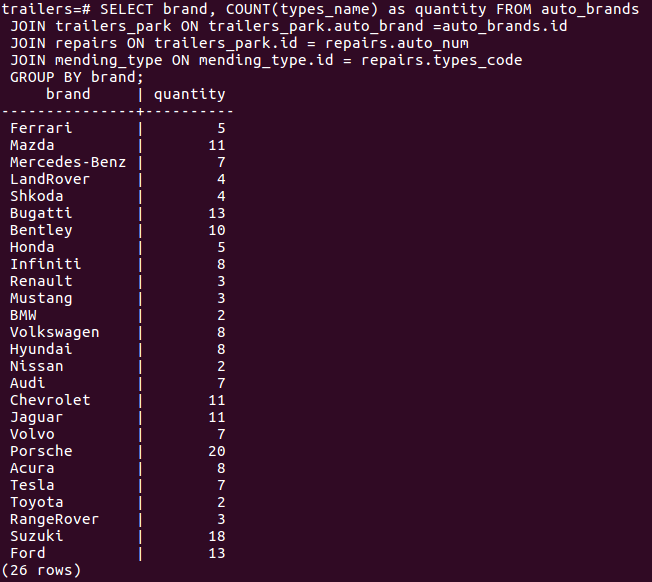 trailers=# SELECT brand, COUNT(types_name) as quantity FROM auto_brands
 JOIN trailers_park ON trailers_park.auto_brand =auto_brands.id
 JOIN repairs ON trailers_park.id = repairs.auto_num
 JOIN mending_type ON mending_type.id = repairs.types_code
 GROUP BY brand;
     brand     | quantity
---------------+----------
 Ferrari       |        5
 Mazda         |       11
 Mercedes-Benz |        7
 LandRover     |        4
 Shkoda        |        4
 Bugatti       |       13
 Bentley       |       10
 Honda         |        5
 Infiniti      |        8
 Renault       |        3
 Mustang       |        3
 BMW           |        2
 Volkswagen    |        8
 Hyundai       |        8
 Nissan        |        2
 Audi          |        7
 Chevrolet     |       11
 Jaguar        |       11
 Volvo         |        7
 Porsche       |       20
 Acura         |        8
 Tesla         |        7
 Toyota        |        2
 RangeRover    |        3
 Suzuki        |       18
 Ford          |       13
(26 rows)